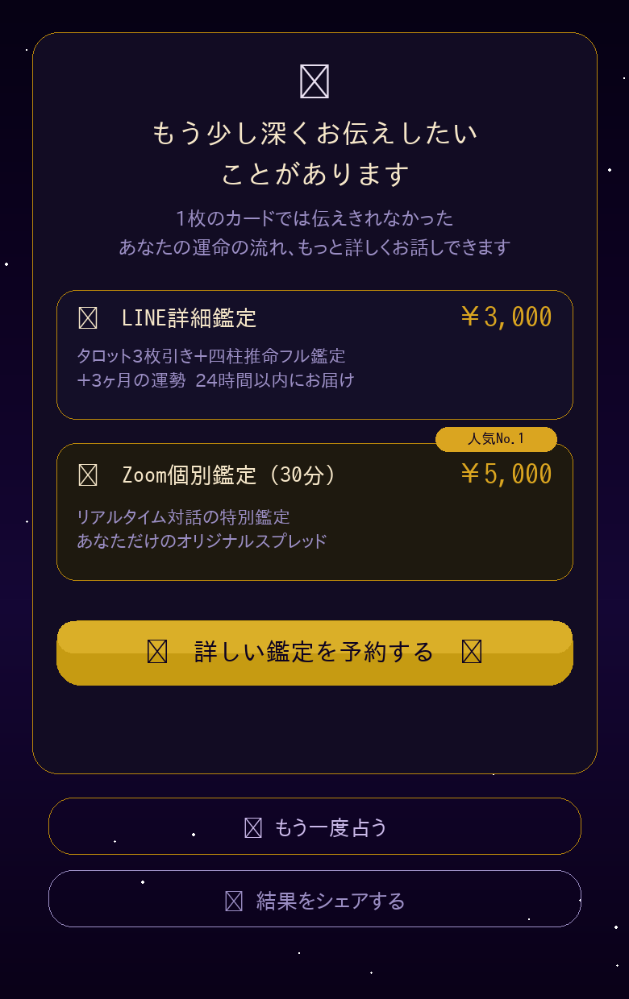 もう少し深くお伝えしたい
ことがあります
1枚のカードでは伝えきれなかった
あなたの運命の流れ、もっと詳しくお話しできます
LINE詳細鑑定 ￥3,000
タロット3枚引き+四柱推命フル鑑定
+3ヶ月の運勢 24時間以内にお届け
人気No.1
Zoom個別鑑定（30分） ￥5,000
リアルタイム対話の特別鑑定
あなただけのオリジナルスプレッド
詳しい鑑定を予約する
もう一度占う
結果をシェアする